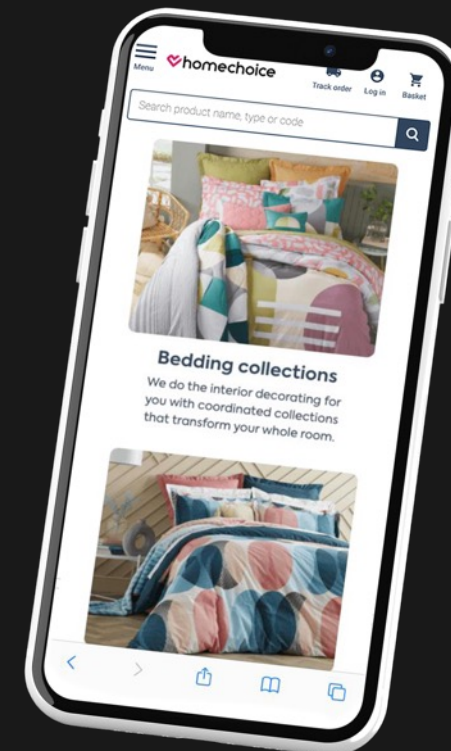 homechoice
Menu
Track order
Log in
Basket
Search product name, type or code
Bedding collections
We do the interior decorating for
you with coordinated collections
that transform your whole room.